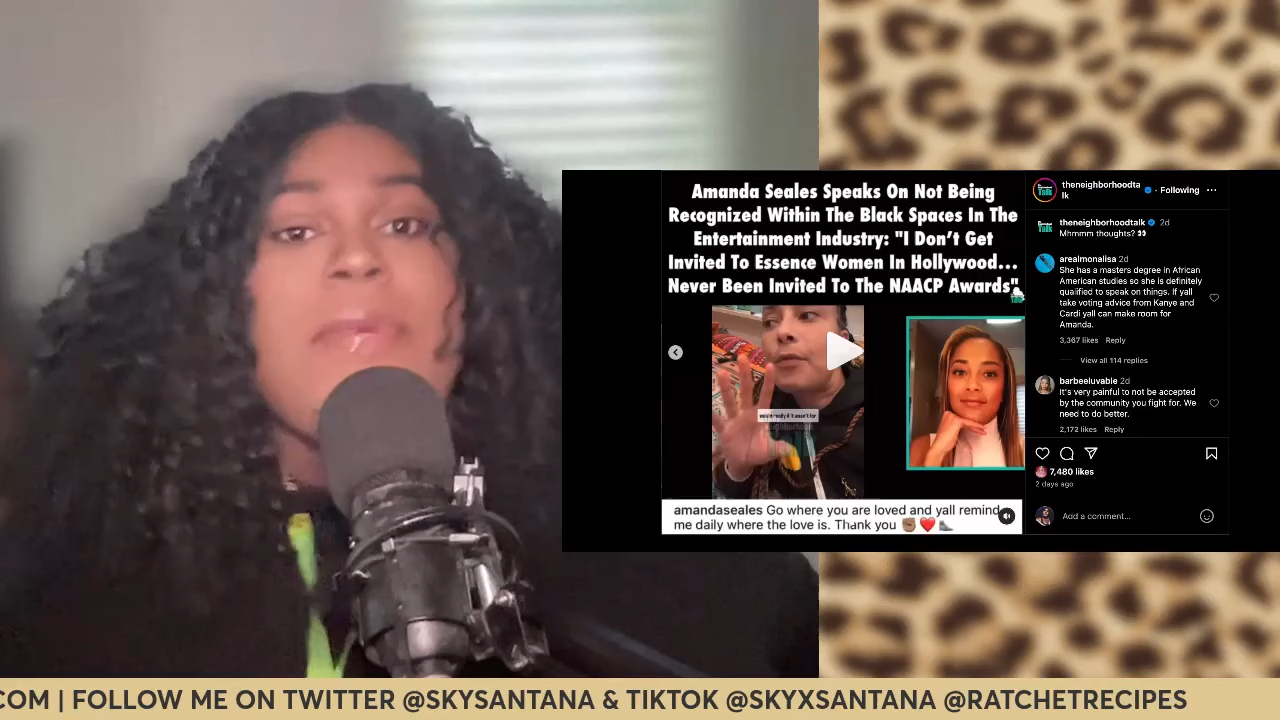 Amanda Seales Speaks On Not Being
Recognized Within The Black Spaces In The
Entertainment Industry: "I Don't Get
Invited To Essence Women In Hollywood...
Never Been Invited To The NAACP Awards"
would really if it wasn't for
amandaseales Go where you are loved and yall remind
me daily where the love is. Thank you ✊🏽❤️
theneighborhoodta
lk • Following ...
theneighborhoodtalk 2d
Mhmmm thoughts? 👀
arealmonalisa 2d
She has a masters degree in African
American studies so she is definitely
qualified to speak on things. If yall
take voting advice from Kanye and
Cardi yall can make room for
Amanda.
3,367 likes Reply
View all 114 replies
barbeeluvable 2d
It's very painful to not be accepted
by the community you fight for. We
need to do better.
2,172 likes Reply
7,480 likes
2 days ago
Add a comment...
COM | FOLLOW ME ON TWITTER @SKYSANTANA & TIKTOK @SKYXSANTANA @RATCHETRECIPES